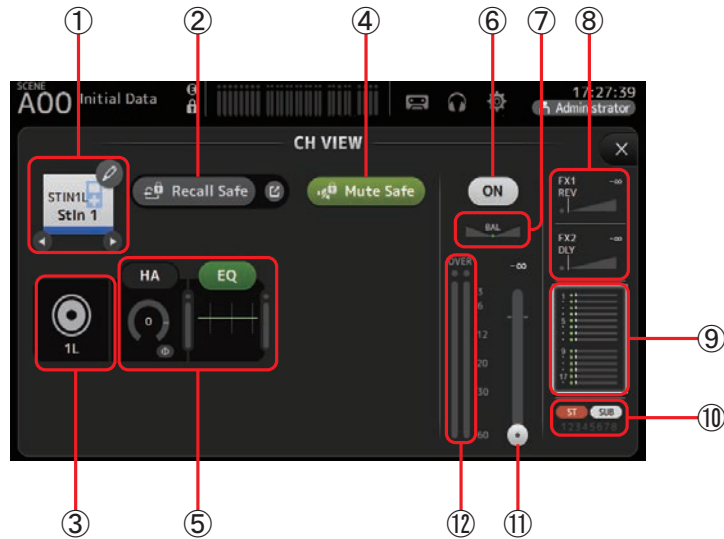 ① ② ④ ⑥ ⑦ ⑧
SCENE
A00 Initial Data
17:27:39
Administrator
CH VIEW
X
STIN1L
StIn 1
Recall Safe
Mute Safe
ON
BAL
FX1 -∞
REV
FX2 -∞
DLY
HA
EQ
0
Φ
1L
OVER
-∞
3
6
12
20
30
60
1
5
9
17
⑨
ST SUB
12345678
⑩
③ ⑤ ⑫ ⑪